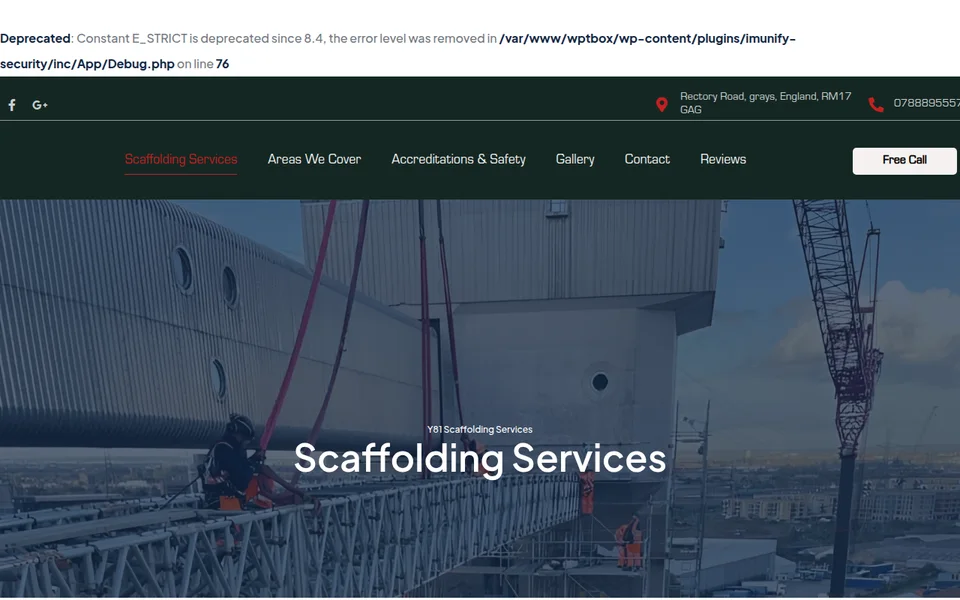 Deprecated: Constant E_STRICT is deprecated since 8.4, the error level was removed in /var/www/wptbox/wp-content/plugins/imunify-
security/inc/App/Debug.php on line 76
G+
Rectory Road, grays, England, RM17
GAG
0788895557
Scaffolding Services
Areas We Cover
Accreditations & Safety
Gallery
Contact
Reviews
Free Call
Y81 Scaffolding Services
Scaffolding Services